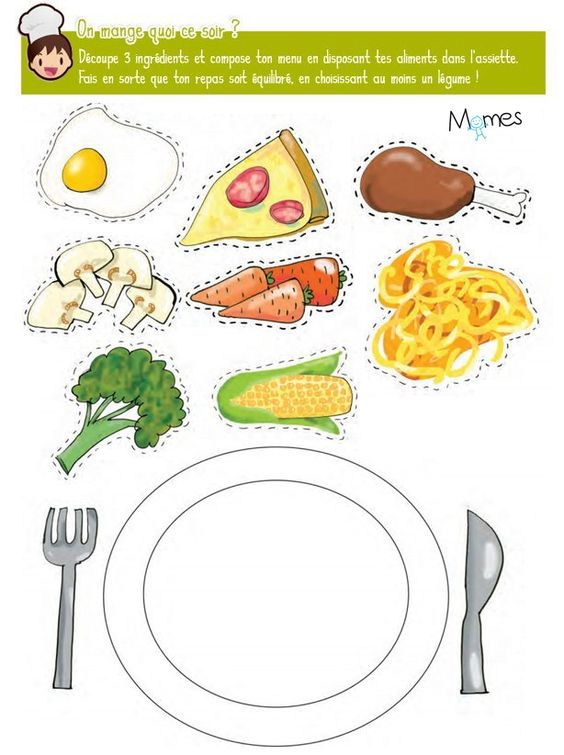 On mange quoi ce soir ?
Découpe 3 ingrédients et compose ton menu en disposant tes aliments dans l'assiette.
Fais en sorte que ton repas soit équilibré, en choisissant au moins un légume !
Momes